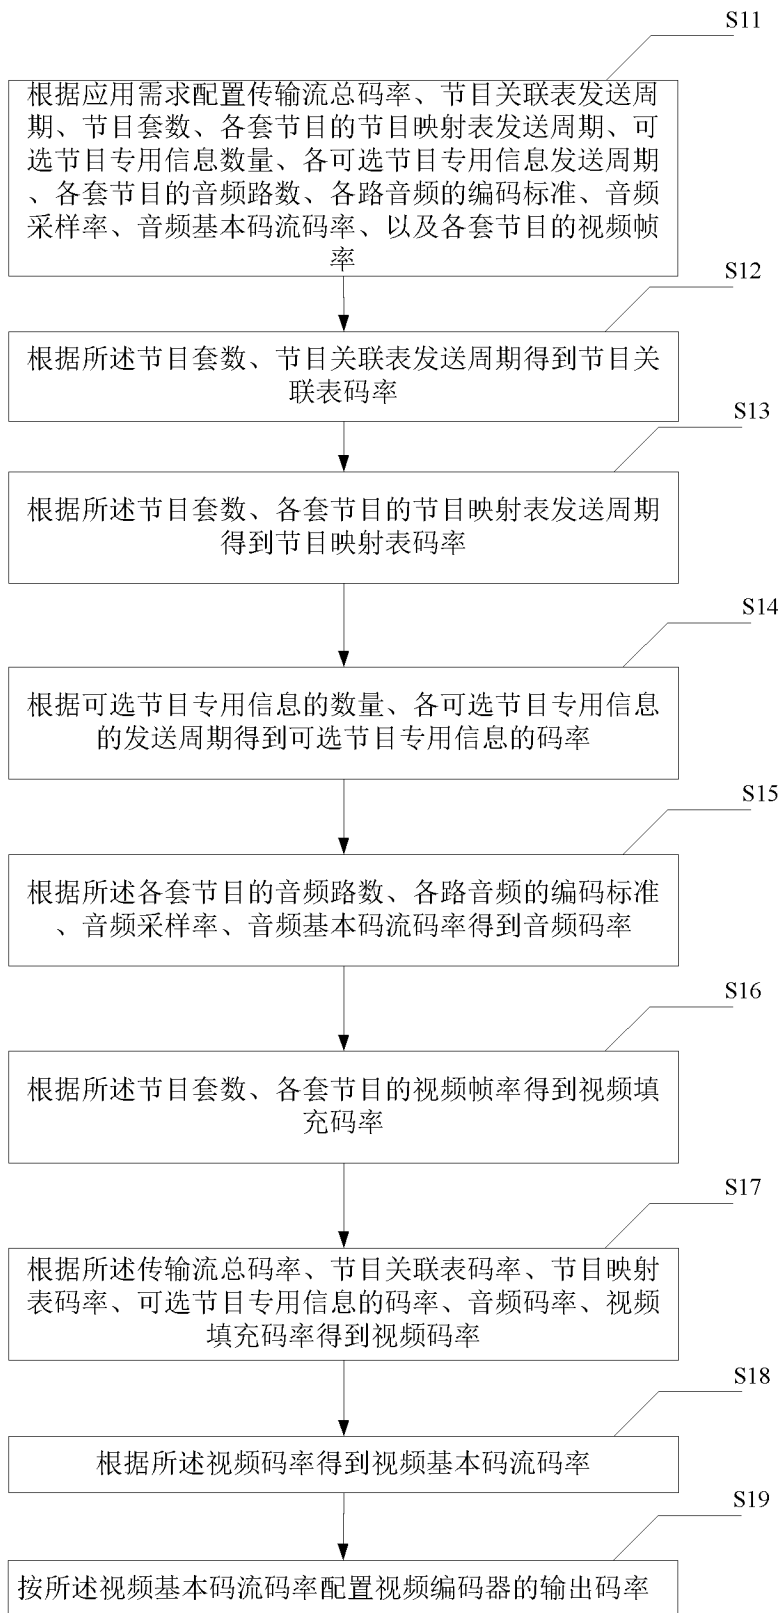 S11
根据应用需求配置传输流总码率、节目关联表发送周
期、节目套数、各套节目的节目映射表发送周期、可
选节目专用信息数量、各可选节目专用信息发送周期
、各套节目的音频路数、各路音频的编码标准、音频
采样率、音频基本码流码率、以及各套节目的视频帧
率
S12
根据所述节目套数、节目关联表发送周期得到节目关
联表码率
S13
根据所述节目套数、各套节目的节目映射表发送周期
得到节目映射表码率
S14
根据可选节目专用信息的数量、各可选节目专用信息
的发送周期得到可选节目专用信息的码率
S15
根据所述各套节目的音频路数、各路音频的编码标准
、音频采样率、音频基本码流码率得到音频码率
S16
根据所述节目套数、各套节目的视频帧率得到视频填
充码率
S17
根据所述传输流总码率、节目关联表码率、节目映射
表码率、可选节目专用信息的码率、音频码率、视频
填充码率得到视频码率
S18
根据所述视频码率得到视频基本码流码率
S19
按所述视频基本码流码率配置视频编码器的输出码率